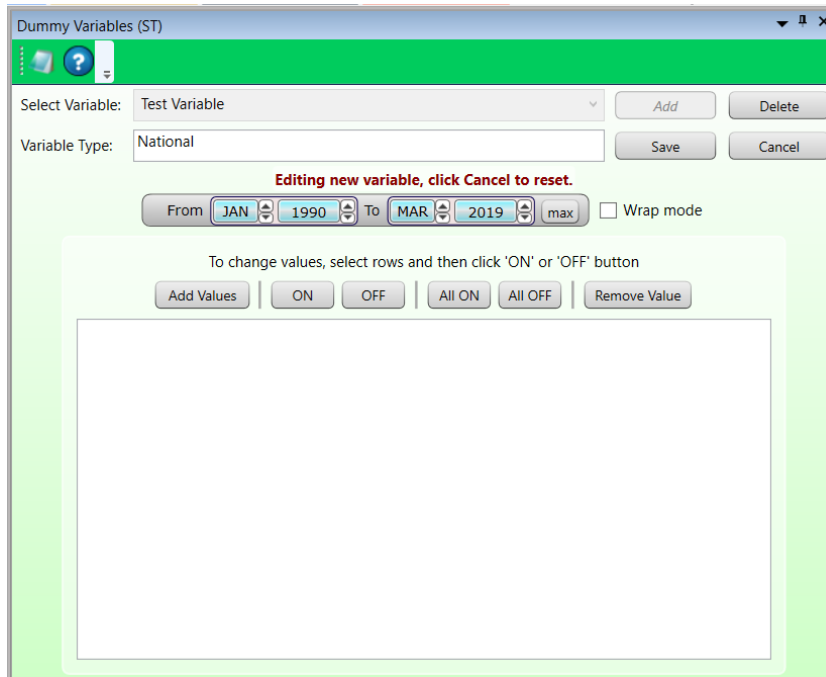 Dummy Variables (ST)
?
Select Variable: Test Variable Add Delete
Variable Type: National Save Cancel
Editing new variable, click Cancel to reset.
From JAN 1990 To MAR 2019 max Wrap mode
To change values, select rows and then click 'ON' or 'OFF' button
Add Values ON OFF All ON All OFF Remove Value